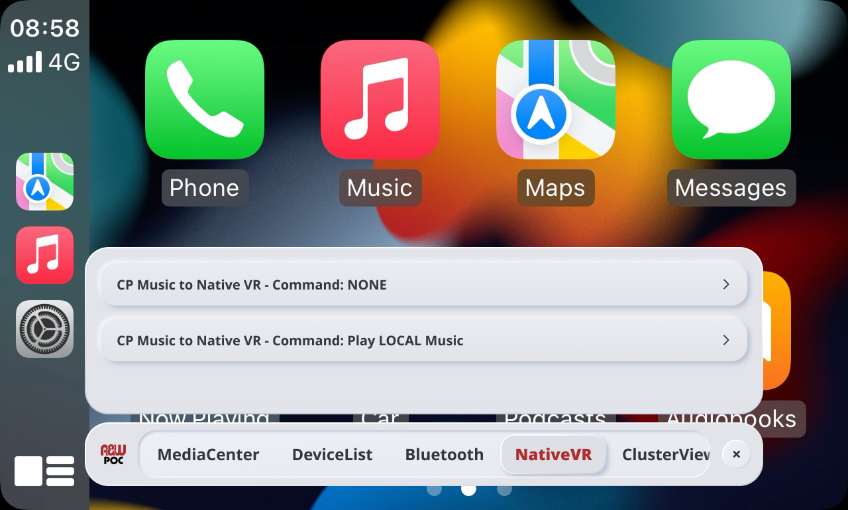 08:58
4G
Phone
Music
Maps
Messages
CP Music to Native VR - Command: NONE
CP Music to Native VR - Command: Play LOCAL Music
Now Playing
Car
Podcasts
Audiobooks
new
POC
MediaCenter
DeviceList
Bluetooth
NativeVR
ClusterView
×